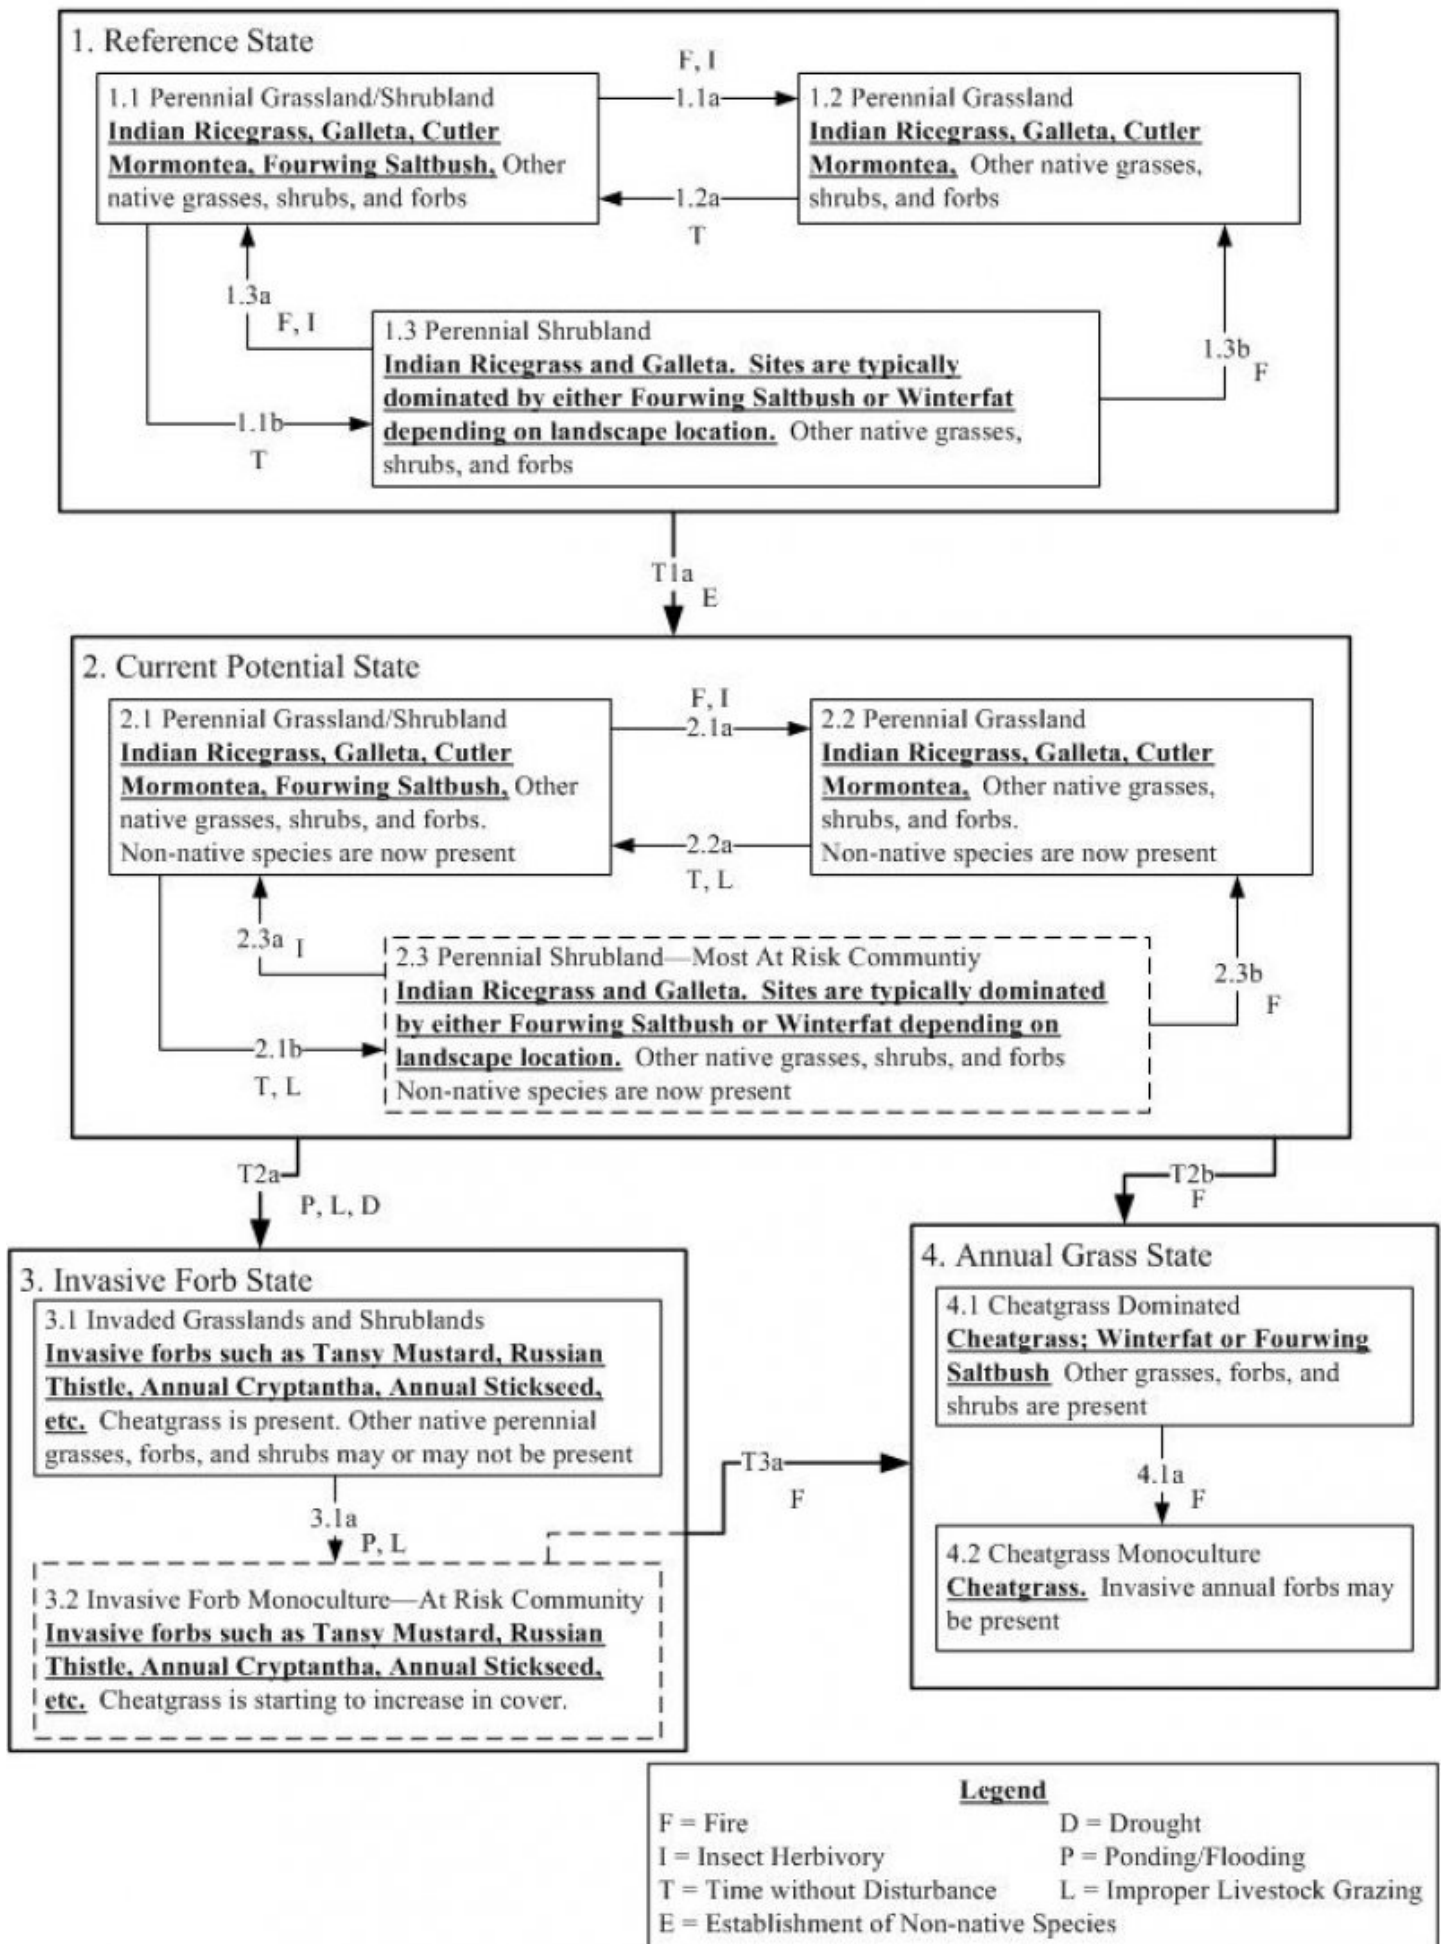 1. Reference State
F, I
1.1 Perennial Grassland/Shrubland
Indian Ricegrass, Galleta, Cutler
Mormontea, Fourwing Saltbush, Other
native grasses, shrubs, and forbs
1.1a
1.2 Perennial Grassland
Indian Ricegrass, Galleta, Cutler
Mormontea, Other native grasses,
shrubs, and forbs
1.2a
T
1.3a
F, I
1.3 Perennial Shrubland
Indian Ricegrass and Galleta. Sites are typically
dominated by either Fourwing Saltbush or Winterfat
depending on landscape location. Other native grasses,
shrubs, and forbs
1.3b
F
1.1b
T
T1a
E
2. Current Potential State
F, I
2.1 Perennial Grassland/Shrubland
Indian Ricegrass, Galleta, Cutler
Mormontea, Fourwing Saltbush, Other
native grasses, shrubs, and forbs.
Non-native species are now present
2.1a
2.2 Perennial Grassland
Indian Ricegrass, Galleta, Cutler
Mormontea, Other native grasses,
shrubs, and forbs.
Non-native species are now present
2.2a
T, L
2.3a
I
2.3 Perennial Shrubland—Most At Risk Communtiy
Indian Ricegrass and Galleta. Sites are typically dominated
by either Fourwing Saltbush or Winterfat depending on
landscape location. Other native grasses, shrubs, and forbs
Non-native species are now present
2.3b
F
2.1b
T, L
T2a
P, L, D
T2b
F
3. Invasive Forb State
3.1 Invaded Grasslands and Shrublands
Invasive forbs such as Tansy Mustard, Russian
Thistle, Annual Cryptantha, Annual Stickseed,
etc. Cheatgrass is present. Other native perennial
grasses, forbs, and shrubs may or may not be present
3.1a
P, L
3.2 Invasive Forb Monoculture—At Risk Community
Invasive forbs such as Tansy Mustard, Russian
Thistle, Annual Cryptantha, Annual Stickseed,
etc. Cheatgrass is starting to increase in cover.
T3a
F
4. Annual Grass State
4.1 Cheatgrass Dominated
Cheatgrass; Winterfat or Fourwing
Saltbush Other grasses, forbs, and
shrubs are present
4.1a
F
4.2 Cheatgrass Monoculture
Cheatgrass. Invasive annual forbs may
be present
Legend
F = Fire
D = Drought
I = Insect Herbivory
P = Ponding/Flooding
T = Time without Disturbance
L = Improper Livestock Grazing
E = Establishment of Non-native Species